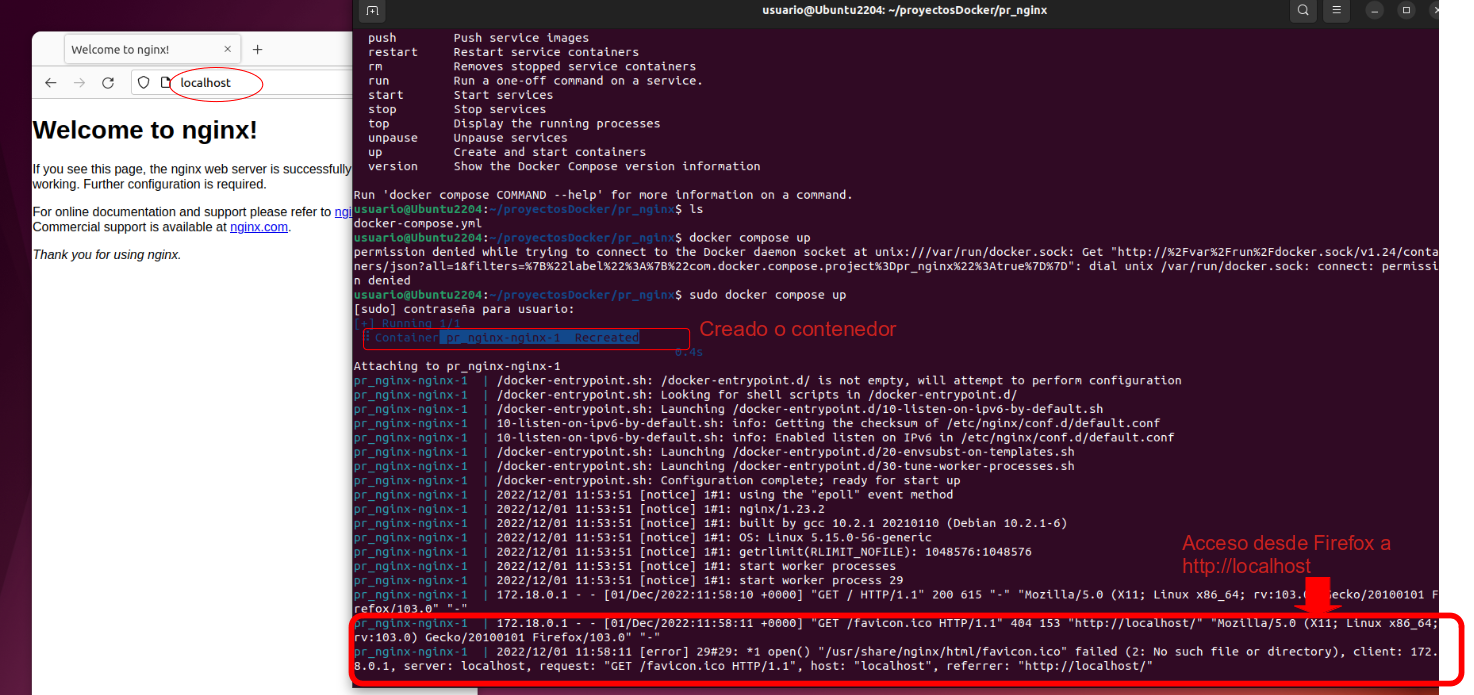 usuario@Ubuntu2204: ~/proyectosDocker/pr_nginx
Welcome to nginx!
localhost
Welcome to nginx!
If you see this page, the nginx web server is successfully
working. Further configuration is required.
For online documentation and support please refer to ngi
Commercial support is available at nginx.com.
Thank you for using nginx.
push Push service images
restart Restart service containers
rm Removes stopped service containers
run Run a one-off command on a service.
start Start services
stop Stop services
top Display the running processes
unpause Unpause services
up Create and start containers
version Show the Docker Compose version information
Run 'docker compose COMMAND --help' for more information on a command.
usuario@Ubuntu2204:~/proyectosDocker/pr_nginx$ ls
docker-compose.yml
usuario@Ubuntu2204:~/proyectosDocker/pr_nginx$ docker compose up
permission denied while trying to connect to the Docker daemon socket at unix:///var/run/docker.sock: Get "http://%2Fvar%2Frun%2Fdocker.sock/v1.24/conta
ners/json?all=1&filters=%7B%22label%22%3A%7B%22com.docker.compose.project%3Dpr_nginx%22%3Atrue%7D%7D": dial unix /var/run/docker.sock: connect: permissi
n denied
usuario@Ubuntu2204:~/proyectosDocker/pr_nginx$ sudo docker compose up
[sudo] contraseña para usuario:
[+] Running 1/1
⠿ Container pr_nginx-nginx-1 Recreated
Creado o contenedor
0.4s
Attaching to pr_nginx-nginx-1
pr_nginx-nginx-1 | /docker-entrypoint.sh: /docker-entrypoint.d/ is not empty, will attempt to perform configuration
pr_nginx-nginx-1 | /docker-entrypoint.sh: Looking for shell scripts in /docker-entrypoint.d/
pr_nginx-nginx-1 | /docker-entrypoint.sh: Launching /docker-entrypoint.d/10-listen-on-ipv6-by-default.sh
pr_nginx-nginx-1 | 10-listen-on-ipv6-by-default.sh: info: Getting the checksum of /etc/nginx/conf.d/default.conf
pr_nginx-nginx-1 | 10-listen-on-ipv6-by-default.sh: info: Enabled listen on IPv6 in /etc/nginx/conf.d/default.conf
pr_nginx-nginx-1 | /docker-entrypoint.sh: Launching /docker-entrypoint.d/20-envsubst-on-templates.sh
pr_nginx-nginx-1 | /docker-entrypoint.sh: Launching /docker-entrypoint.d/30-tune-worker-processes.sh
pr_nginx-nginx-1 | /docker-entrypoint.sh: Configuration complete; ready for start up
pr_nginx-nginx-1 | 2022/12/01 11:53:51 [notice] 1#1: using the "epoll" event method
pr_nginx-nginx-1 | 2022/12/01 11:53:51 [notice] 1#1: nginx/1.23.2
pr_nginx-nginx-1 | 2022/12/01 11:53:51 [notice] 1#1: built by gcc 10.2.1 20210110 (Debian 10.2.1-6)
pr_nginx-nginx-1 | 2022/12/01 11:53:51 [notice] 1#1: OS: Linux 5.15.0-56-generic
pr_nginx-nginx-1 | 2022/12/01 11:53:51 [notice] 1#1: getrlimit(RLIMIT_NOFILE): 1048576:1048576
pr_nginx-nginx-1 | 2022/12/01 11:53:51 [notice] 1#1: start worker processes
pr_nginx-nginx-1 | 2022/12/01 11:53:51 [notice] 1#1: start worker process 29
Acceso desde Firefox a
http://localhost
pr_nginx-nginx-1 | 172.18.0.1 - - [01/Dec/2022:11:58:10 +0000] "GET / HTTP/1.1" 200 615 "-" "Mozilla/5.0 (X11; Linux x86_64; rv:103.0) Gecko/20100101 F
refox/103.0" "-"
pr_nginx-nginx-1 | 172.18.0.1 - - [01/Dec/2022:11:58:11 +0000] "GET /favicon.ico HTTP/1.1" 404 153 "http://localhost/" "Mozilla/5.0 (X11; Linux x86_64;
rv:103.0) Gecko/20100101 Firefox/103.0" "-"
pr_nginx-nginx-1 | 2022/12/01 11:58:11 [error] 29#29: *1 open() "/usr/share/nginx/html/favicon.ico" failed (2: No such file or directory), client: 172.
8.0.1, server: localhost, request: "GET /favicon.ico HTTP/1.1", host: "localhost", referrer: "http://localhost/"